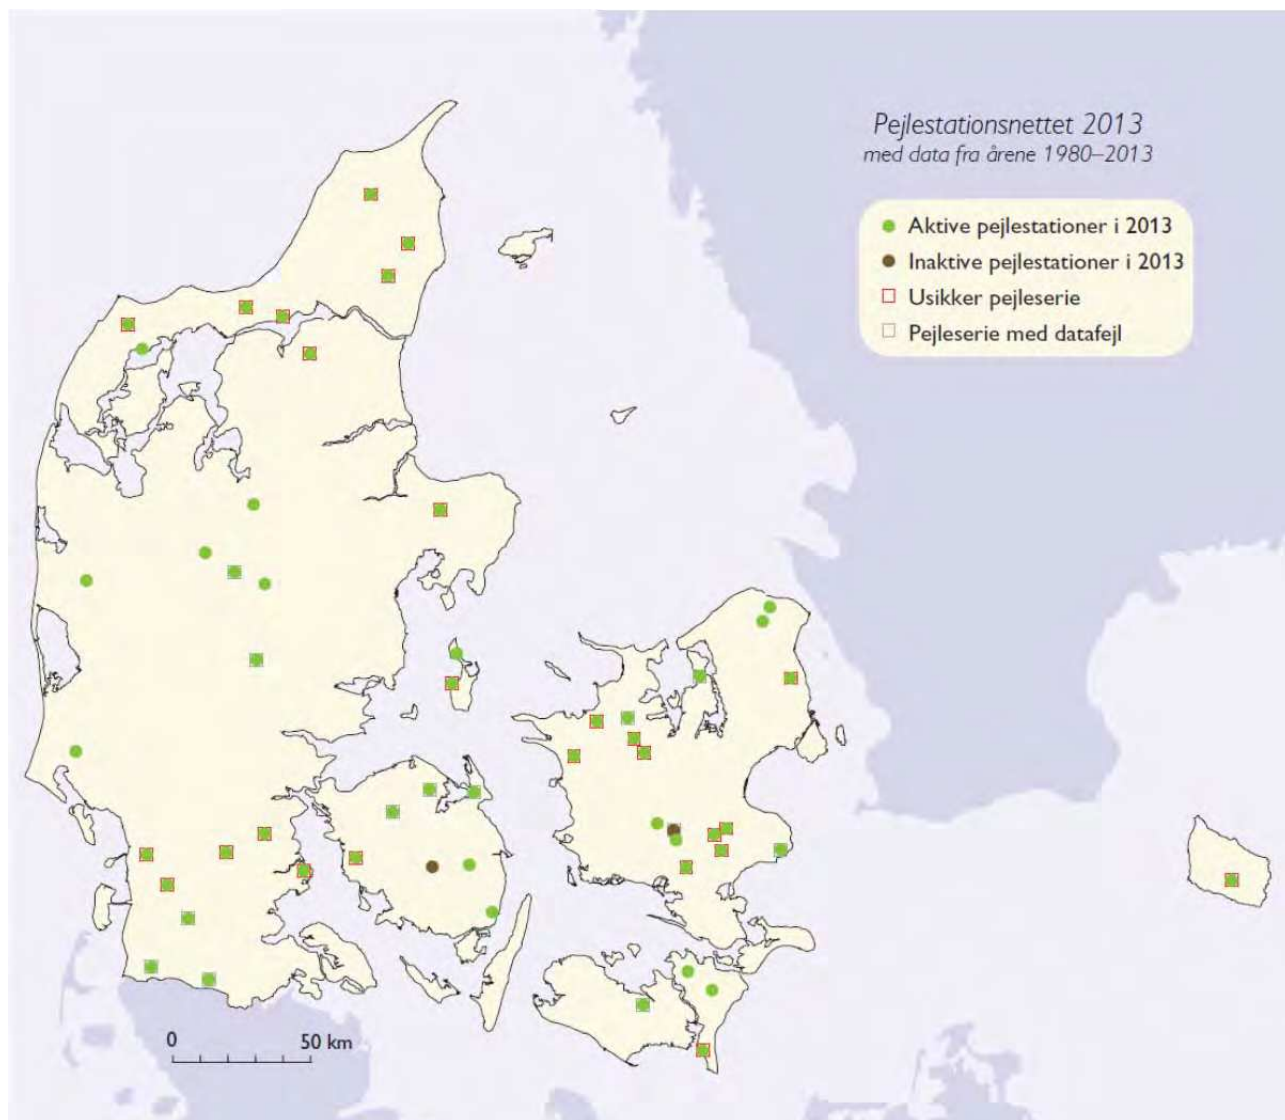 Pejlestationsnettet 2013
med data fra årene 1980–2013
Aktive pejlestationer i 2013
Inaktive pejlestationer i 2013
Usikker pejleserie
Pejleserie med datafejl
0 50 km